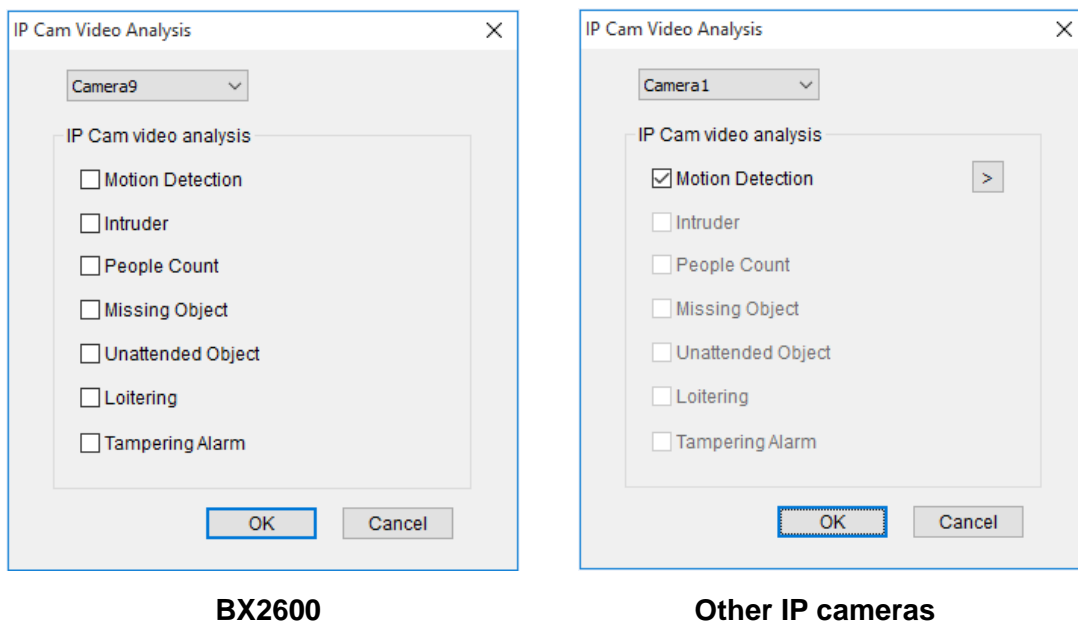 IP Cam Video Analysis
Camera9
IP Cam video analysis
Motion Detection
Intruder
People Count
Missing Object
Unattended Object
Loitering
Tampering Alarm
OK Cancel
BX2600
IP Cam Video Analysis
Camera1
IP Cam video analysis
Motion Detection >
Intruder
People Count
Missing Object
Unattended Object
Loitering
Tampering Alarm
OK Cancel
Other IP cameras